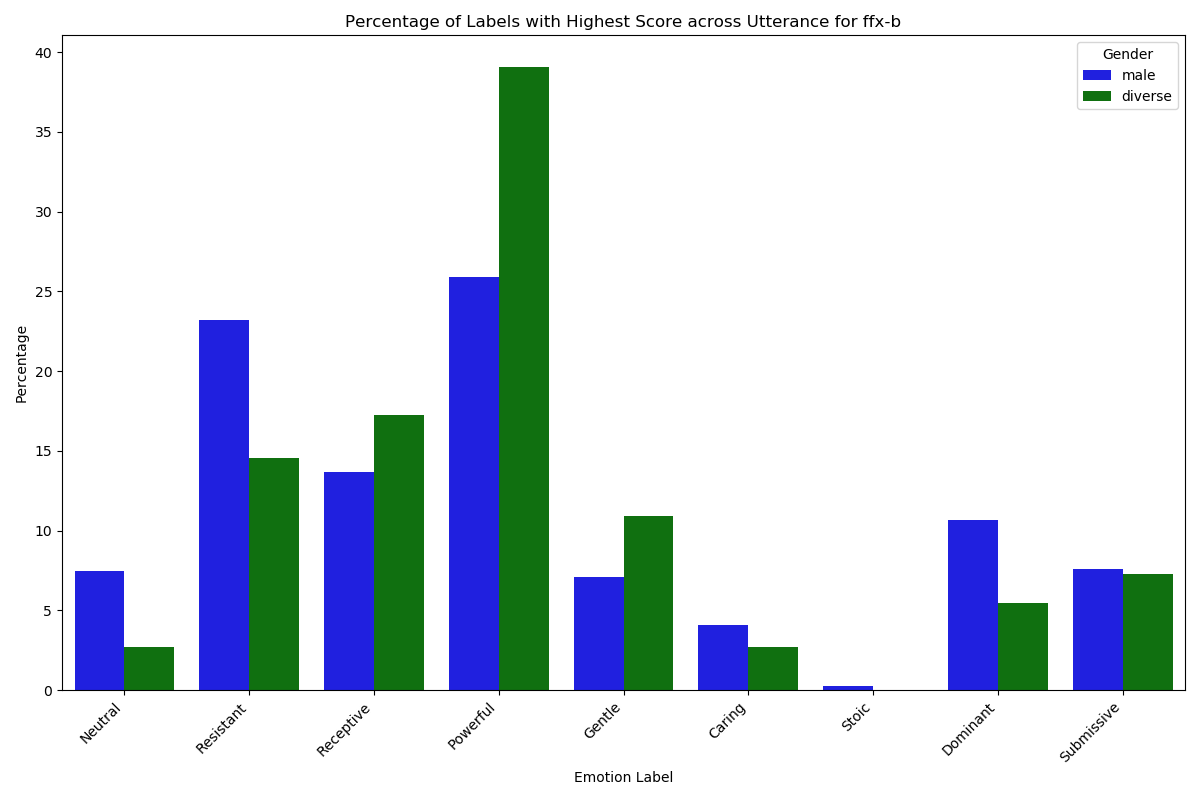 Percentage of Labels with Highest Score across Utterance for ffx-b
Gender
male
diverse
Percentage
40
35
30
25
20
15
10
5
0
Neutral
Resistant
Receptive
Powerful
Gentle
Caring
Stoic
Dominant
Submissive
Emotion Label